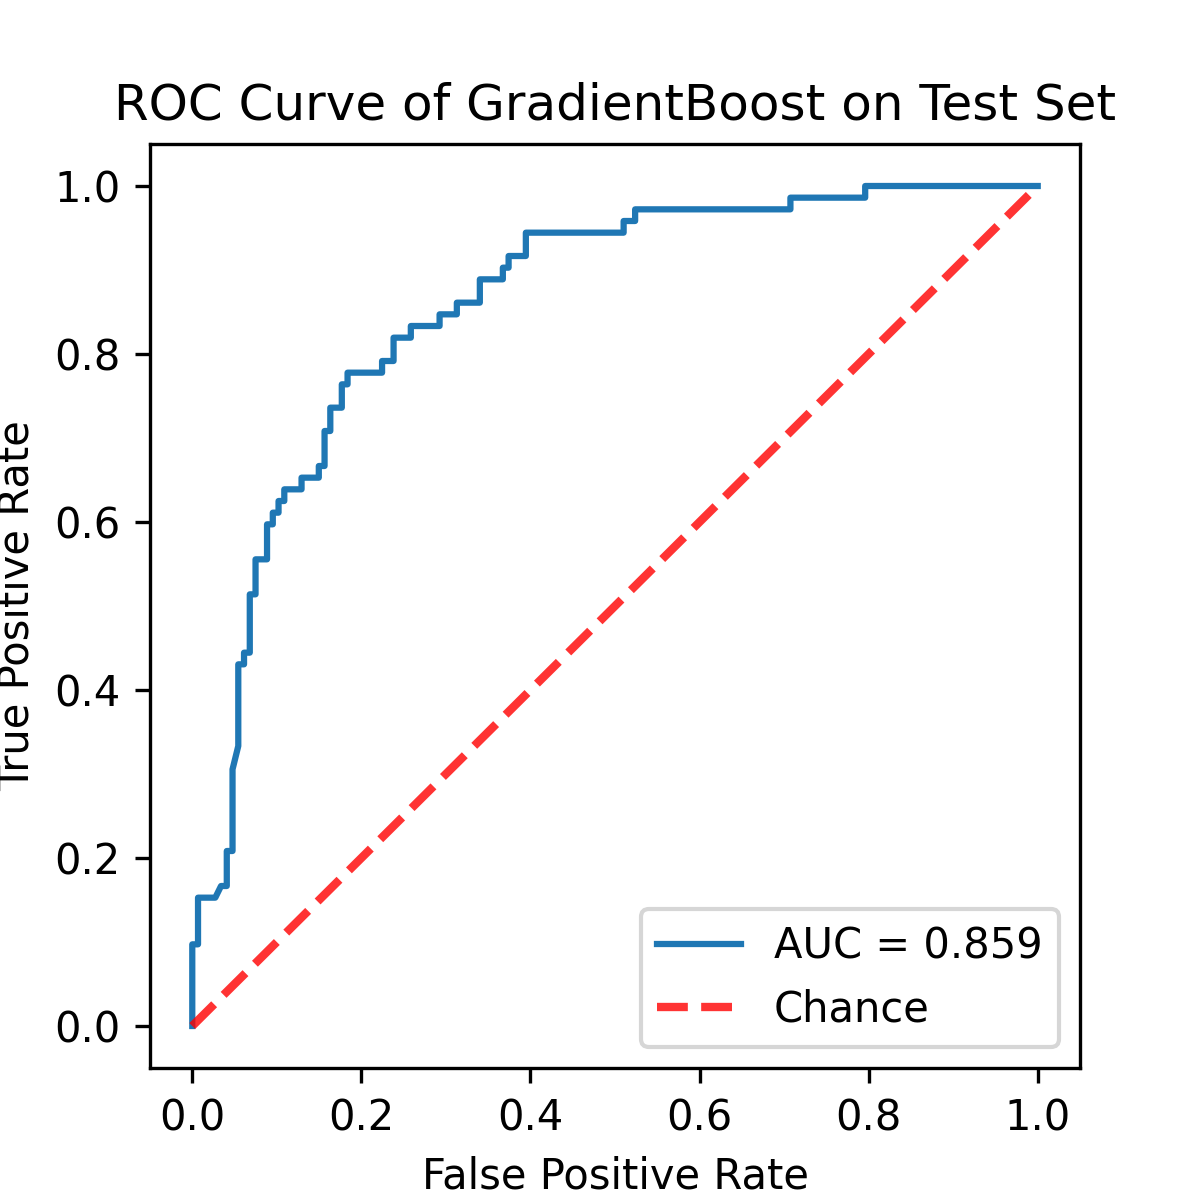 ROC Curve of GradientBoost on Test Set
True Positive Rate
1.0
0.8
0.6
0.4
0.2
0.0
AUC = 0.859
Chance
0.0 0.2 0.4 0.6 0.8 1.0
False Positive Rate